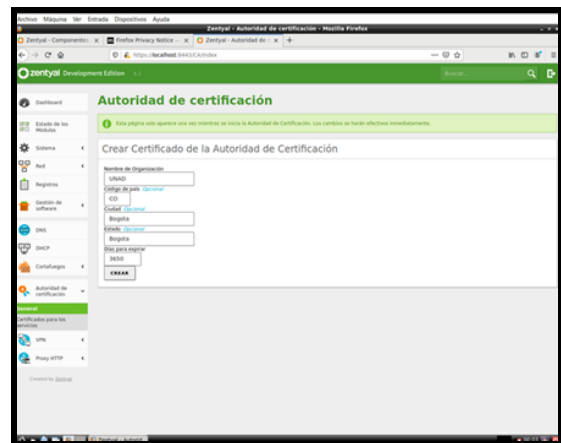 Archivo Máquina Ver Entrada Dispositivos Ayuda
Zentyal - Autoridad de certificación - Mozilla Firefox
Zentyal - Componentes
Firefox Privacy Notice —
Zentyal - Autoridad de
https://localhost:8443/CA/Index
zentyal Development Edition
Buscar...
Dashboard
Estado de los
Módulos
Sistema
Red
Registros
Gestión de
software
DNS
DHCP
Cortafuegos
Autoridad de
certificación
General
Certificados para los
servicios
VPN
Proxy HTTP
Created by Zentyal
Autoridad de certificación
Esta página solo aparece una vez mientras se inicia la Autoridad de Certificación. Los cambios se harán efectivos inmediatamente.
Crear Certificado de la Autoridad de Certificación
Nombre de Organización
UNAD
Código de país Opcional
CO
Ciudad Opcional
Bogota
Estado Opcional
Bogota
Días para expirar
3650
CREAR